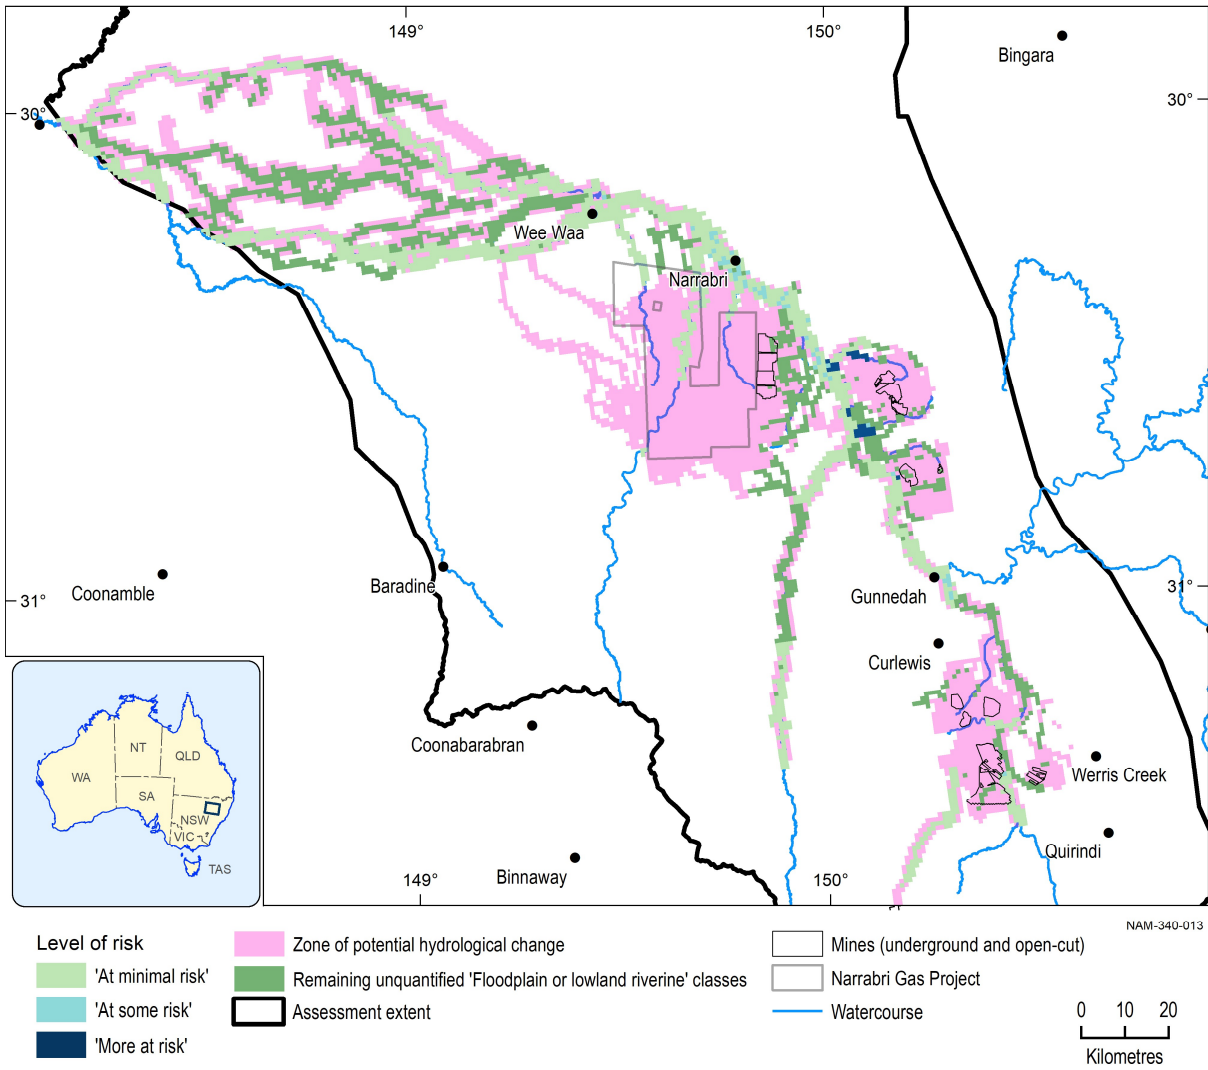 149°
150°
Bingara
30°
30°
Wee Waa
Narrabri
Coonamble
Baradine
Gunnedah
31°
31°
Curlewis
Coonabarabran
Werris Creek
Quirindi
Binnaway
149°
150°
NT
QLD
WA
SA
NSW
VIC
TAS
NAM-340-013
Level of risk
'At minimal risk'
'At some risk'
'More at risk'
Zone of potential hydrological change
Remaining unquantified 'Floodplain or lowland riverine' classes
Assessment extent
Mines (underground and open-cut)
Narrabri Gas Project
Watercourse
0 10 20
Kilometres